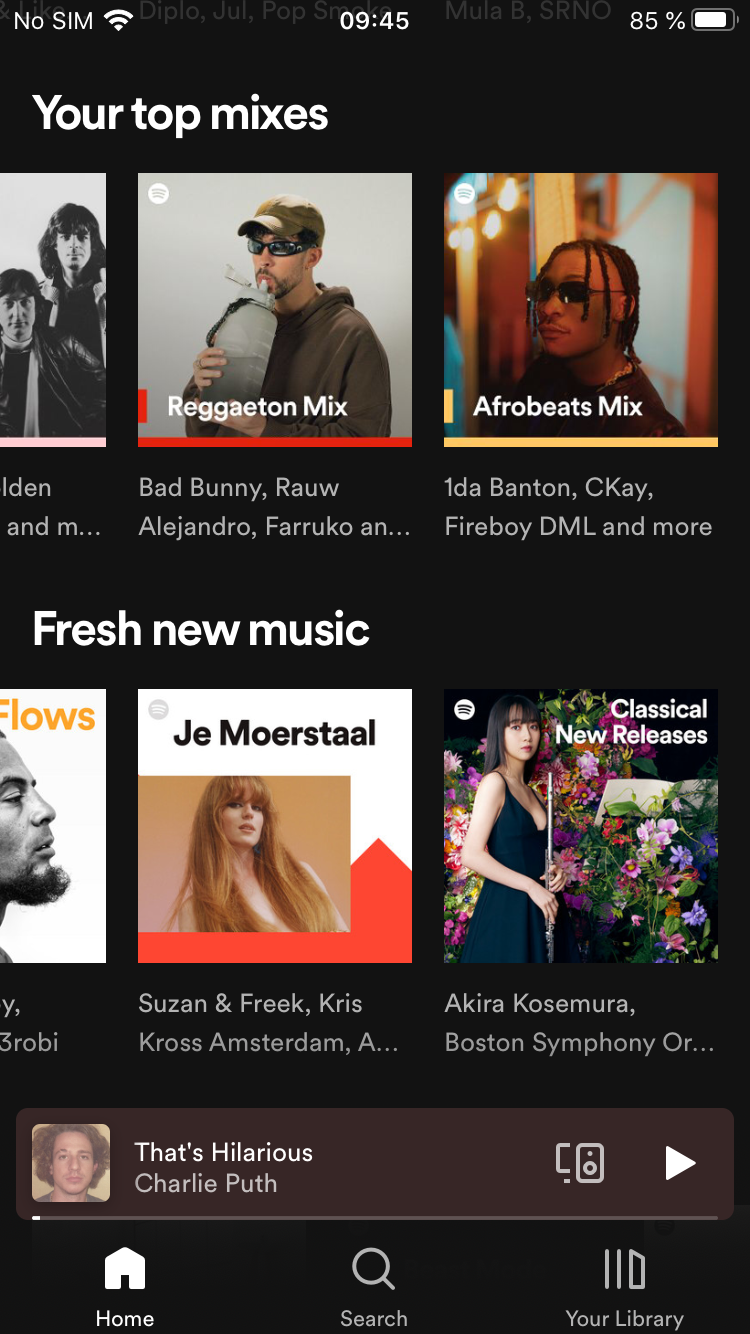 & Like
Diplo, Jul, Pop Smoke
Mula B, SRNO
No SIM
09:45
85 %
Your top mixes
Reggaeton Mix
Afrobeats Mix
lden
and m...
Bad Bunny, Rauw
Alejandro, Farruko an...
1da Banton, CKay,
Fireboy DML and more
Fresh new music
Flows
Je Moerstaal
Classical
New Releases
y,
3robi
Suzan & Freek, Kris
Kross Amsterdam, A...
Akira Kosemura,
Boston Symphony Or...
That's Hilarious
Charlie Puth
Home
Search
Your Library